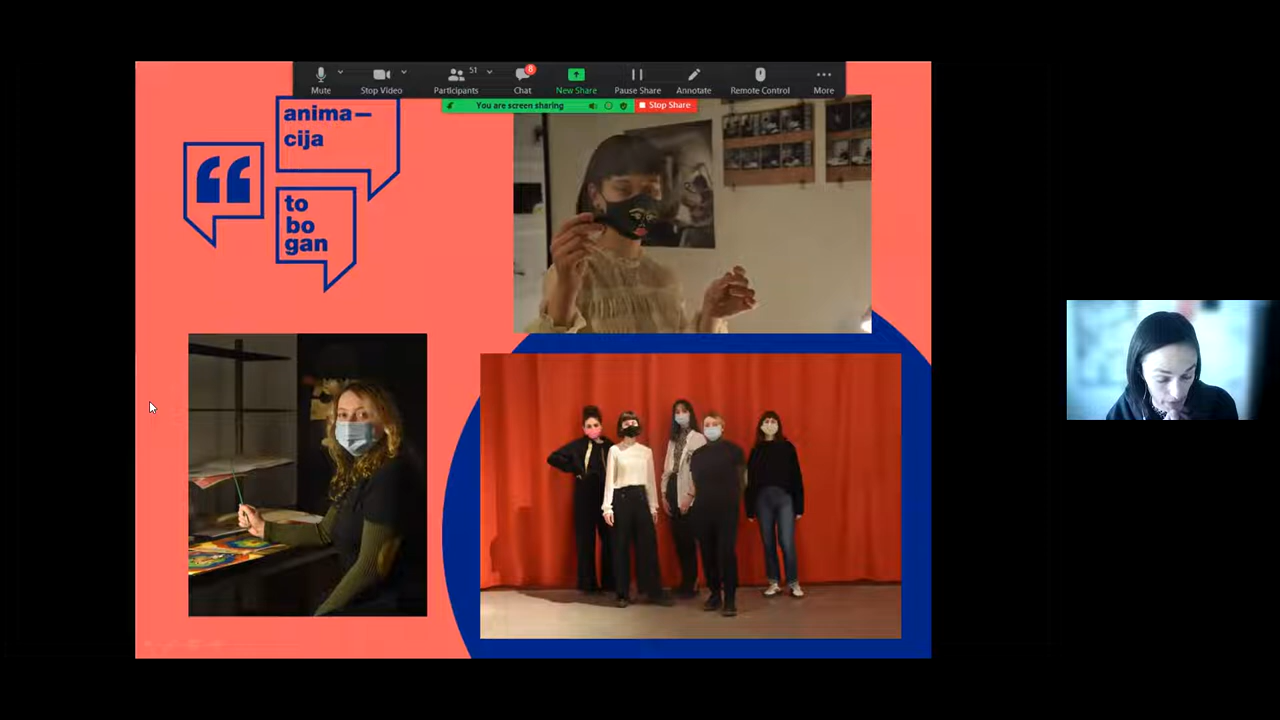 51
8
Mute
Stop Video
Participants
Chat
New Share
Pause Share
Annotate
Remote Control
More
You are screen sharing
Stop Share
anima—
cija
“
to
bo
gan